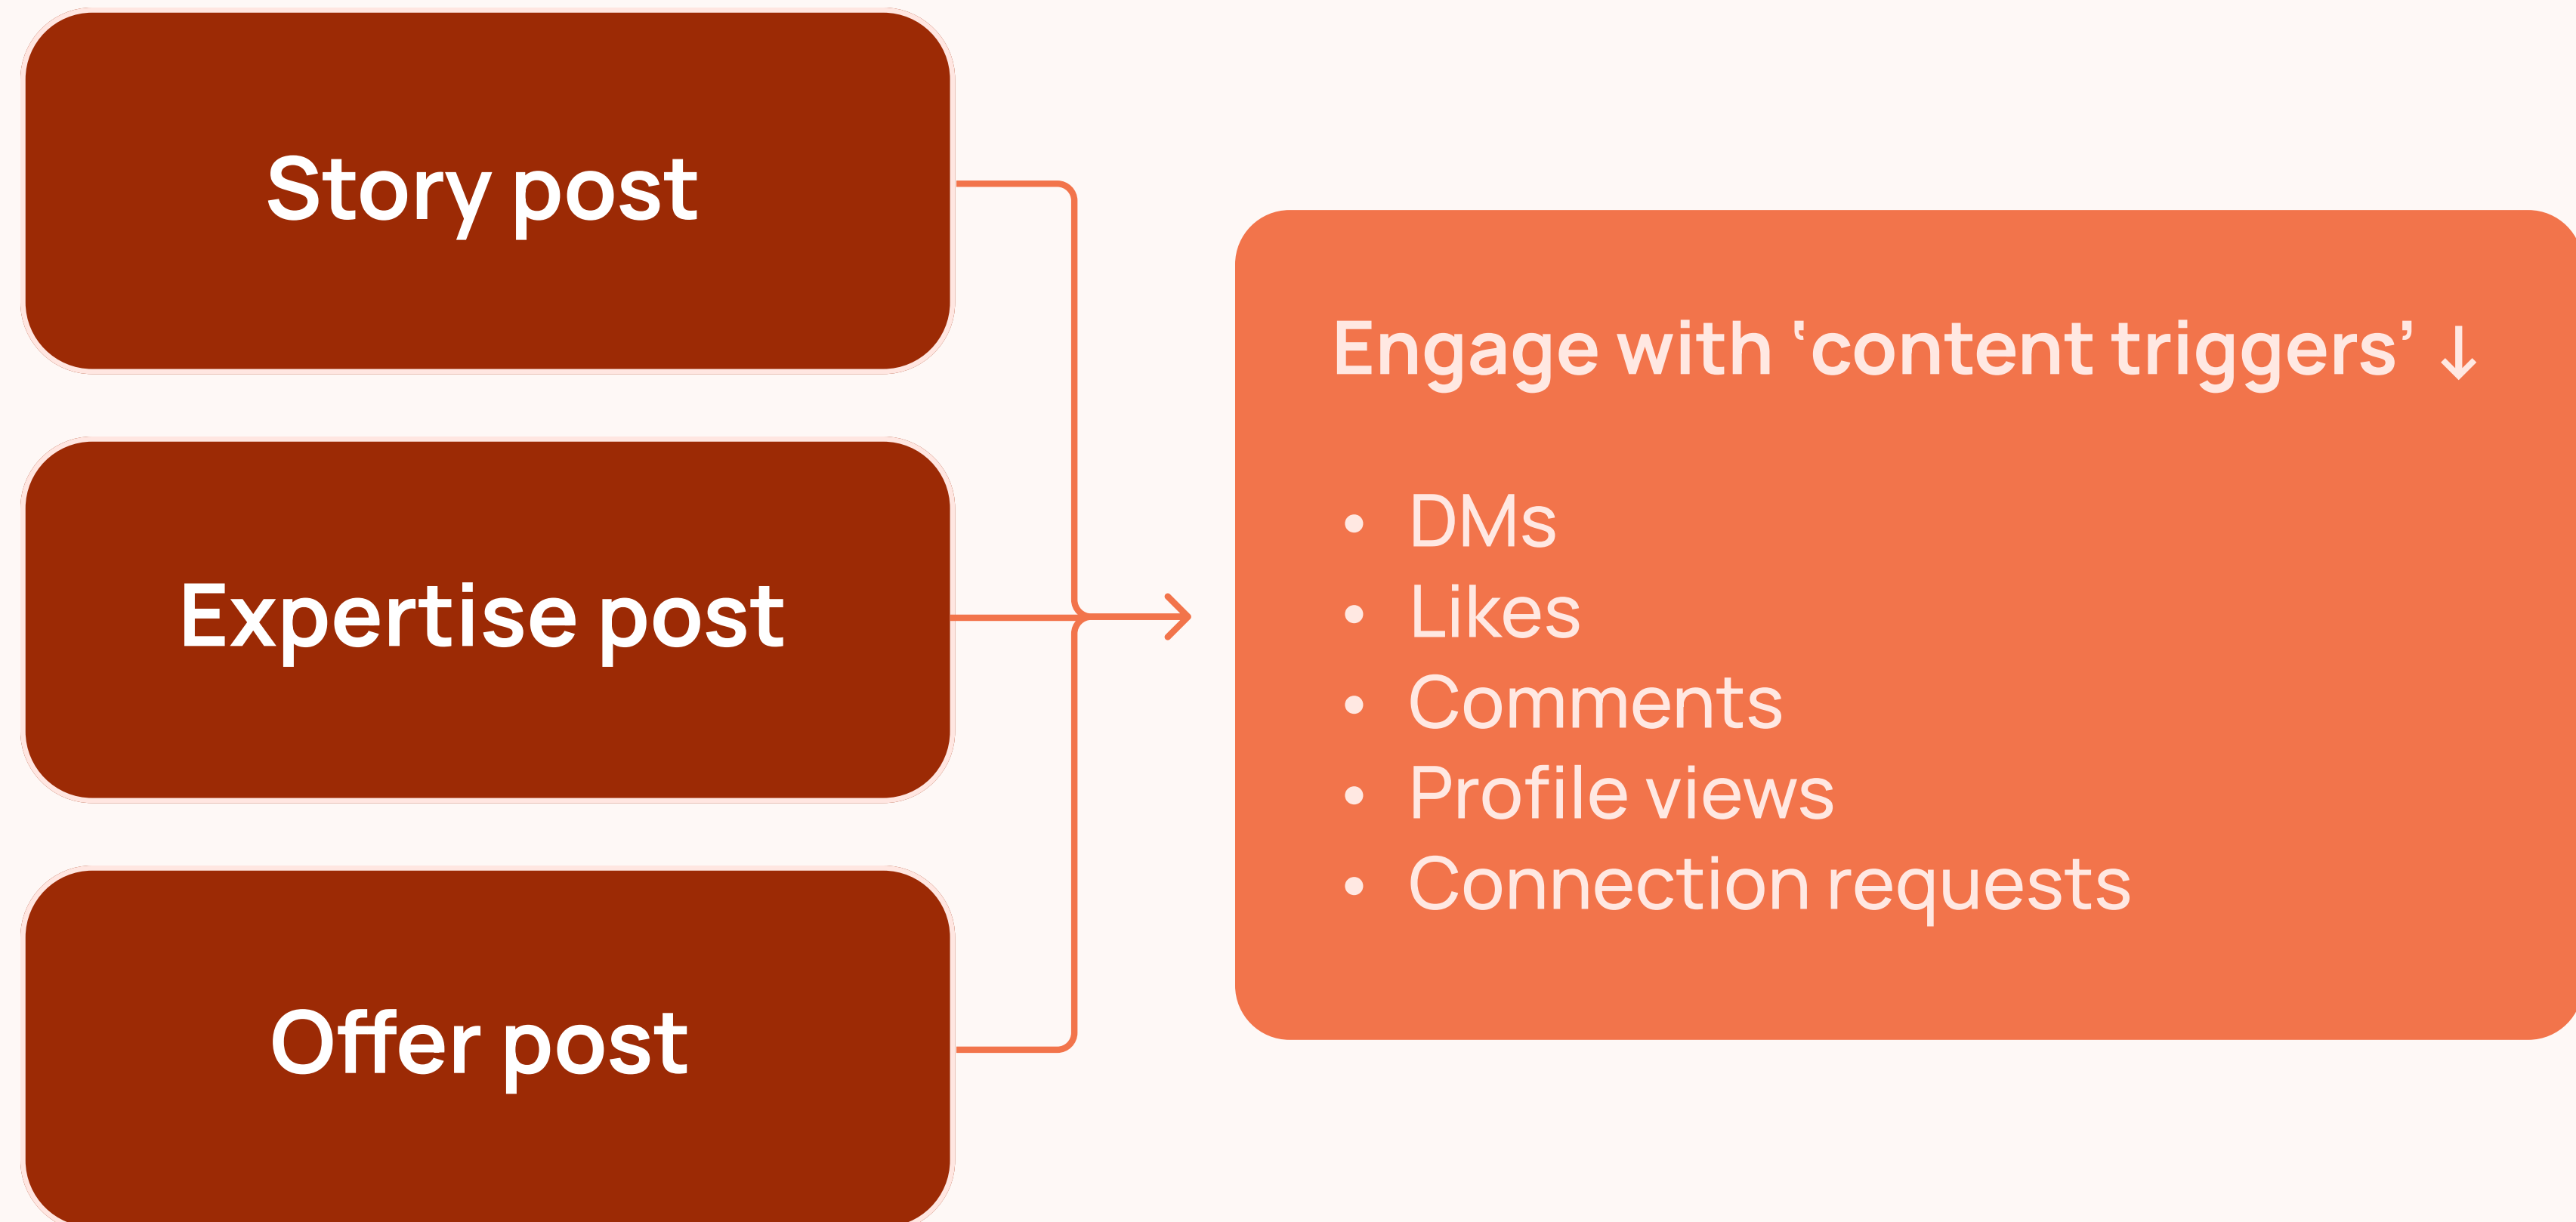 Story post
Expertise post
Offer post
Engage with ‛content triggers’ ↓
• DMs
• Likes
• Comments
• Profile views
• Connection requests